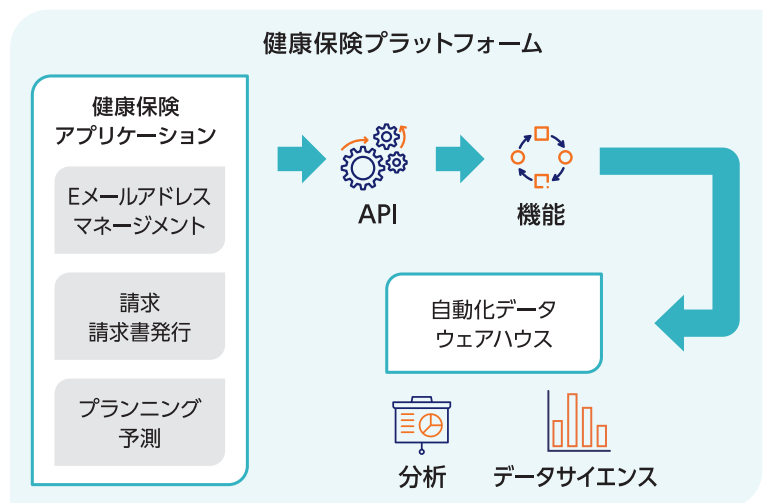 健康保険プラットフォーム
健康保険
アプリケーション
Eメールアドレス
マネージメント
請求
請求書発行
プランニング
予測
API
機能
自動化データ
ウェアハウス
分析
データサイエンス